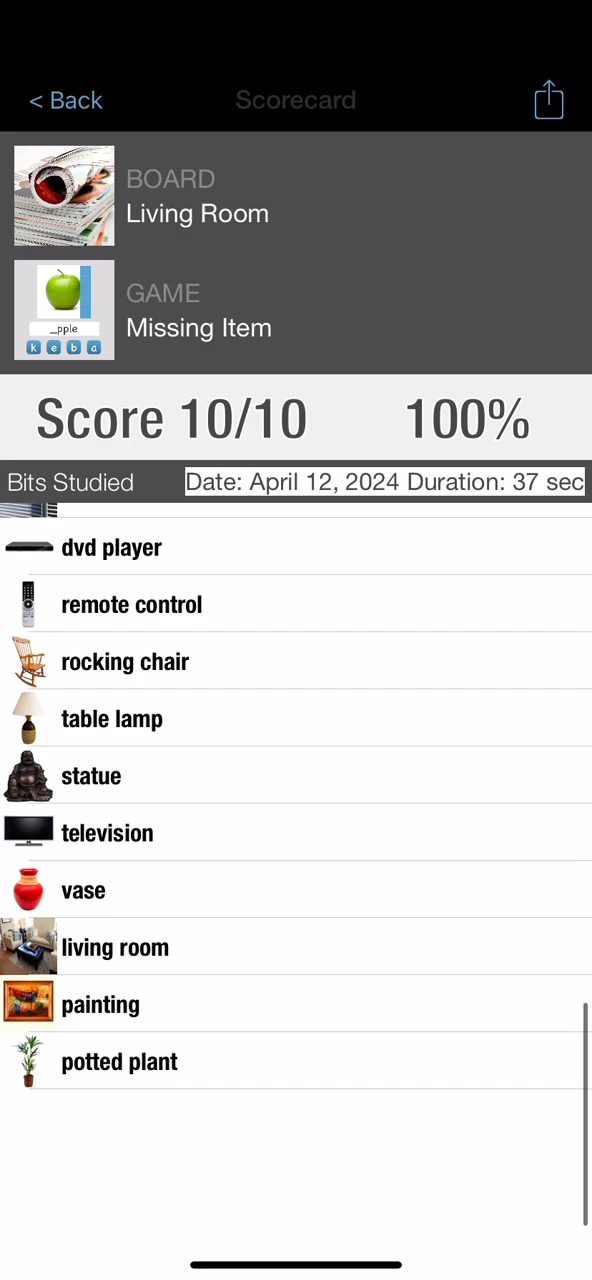 < Back
Scorecard
BOARD
Living Room
GAME
Missing Item
_pple
k e b a
Score 10/10 100%
Bits Studied Date: April 12, 2024 Duration: 37 sec
dvd player
remote control
rocking chair
table lamp
statue
television
vase
living room
painting
potted plant